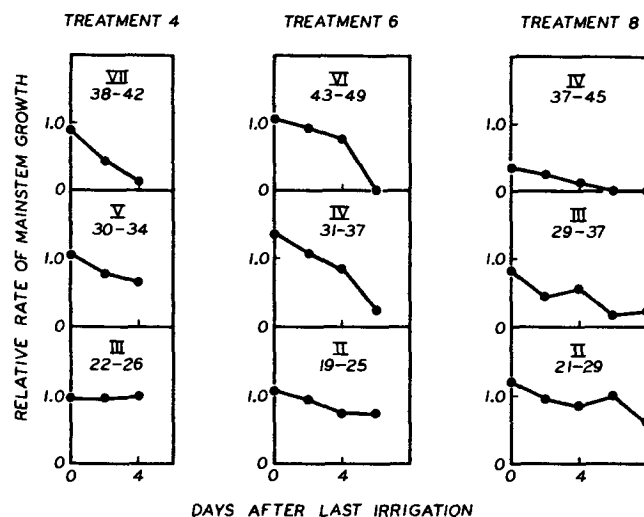 TREATMENT 4
TREATMENT 6
TREATMENT 8
RELATIVE RATE OF MAINSTEM GROWTH
VII
38-42
1.0
0
V
30-34
1.0
0
III
22-26
1.0
0
0 4
VI
43-49
1.0
0
IV
31-37
1.0
0
II
19-25
1.0
0
0 4
IV
37-45
1.0
0
III
29-37
1.0
0
II
21-29
1.0
0
0 4
DAYS AFTER LAST IRRIGATION